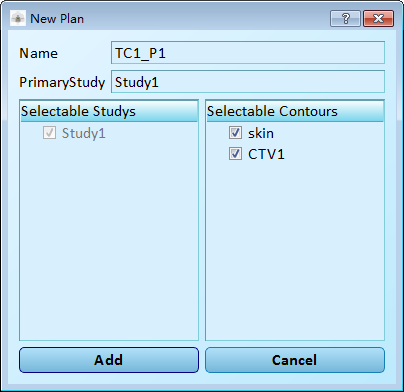 New Plan
Name TC1_P1
PrimaryStudy Study1
Selectable Studys Selectable Contours
Study1 skin
CTV1
Add Cancel